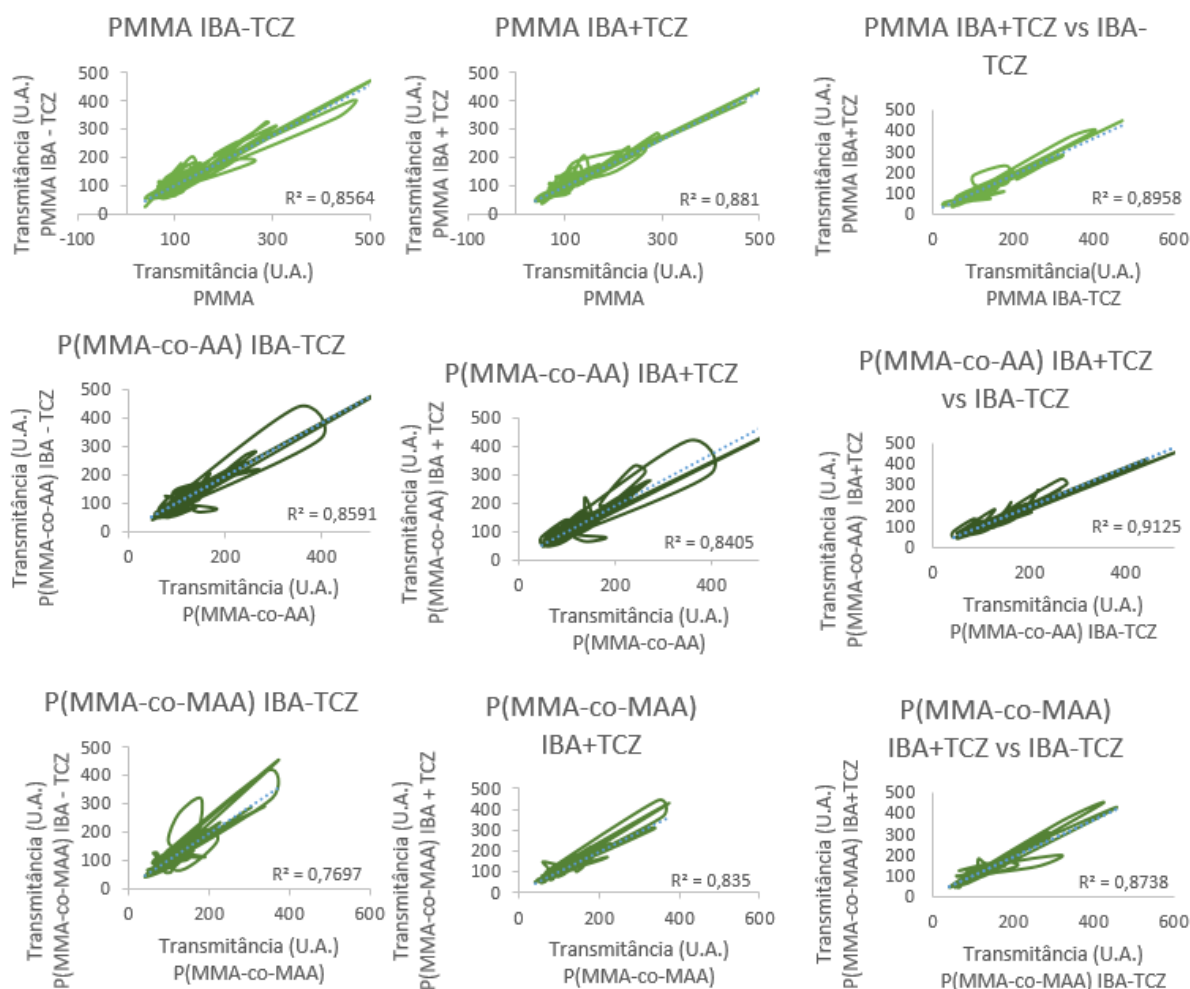 PMMA IBA-TCZ
Transmitância (U.A.)
PMMA IBA - TCZ
500
400
300
200
100
0
R² = 0,8564
-100
100
300
500
Transmitância (U.A.)
PMMA
PMMA IBA+TCZ
Transmitância (U.A.)
PMMA IBA + TCZ
500
400
300
200
100
0
R² = 0,881
-100
100
300
500
Transmitância (U.A.)
PMMA
PMMA IBA+TCZ vs IBA-
TCZ
Transmitância (U.A.)
PMMA IBA+TCZ
500
400
300
200
100
0
R² = 0,8958
0
200
400
600
Transmitância(U.A.)
PMMA IBA-TCZ
P(MMA-co-AA) IBA-TCZ
Transmitância (U.A.)
P(MMA-co-AA) IBA - TCZ
500
400
300
200
100
0
R² = 0,8591
0
200
400
Transmitância (U.A.)
P(MMA-co-AA)
P(MMA-co-AA) IBA+TCZ
Transmitância (U.A.)
P(MMA-co-AA) IBA + TCZ
500
400
300
200
100
0
R² = 0,8405
0
200
400
Transmitância (U.A.)
P(MMA-co-AA)
P(MMA-co-AA) IBA+TCZ
vs IBA-TCZ
Transmitância (U.A.)
P(MMA-co-AA) IBA+TCZ
500
400
300
200
100
0
R² = 0,9125
0
200
400
Transmitância (U.A.)
P(MMA-co-AA) IBA-TCZ
P(MMA-co-MAA) IBA-TCZ
Transmitância (U.A.)
P(MMA-co-MAA) IBA - TCZ
500
400
300
200
100
0
R² = 0,7697
0
200
400
600
Transmitância (U.A.)
P(MMA-co-MAA)
P(MMA-co-MAA)
IBA+TCZ
Transmitância (U.A.)
P(MMA-co-MAA) IBA + TCZ
500
400
300
200
100
0
R² = 0,835
0
200
400
600
Transmitância (U.A.)
P(MMA-co-MAA)
P(MMA-co-MAA)
IBA+TCZ vs IBA-TCZ
Transmitância (U.A.)
P(MMA-co-MAA) IBA+TCZ
500
400
300
200
100
0
R² = 0,8738
0
200
400
600
Transmitância (U.A.)
P(MMA-co-MAA) IBA-TCZ